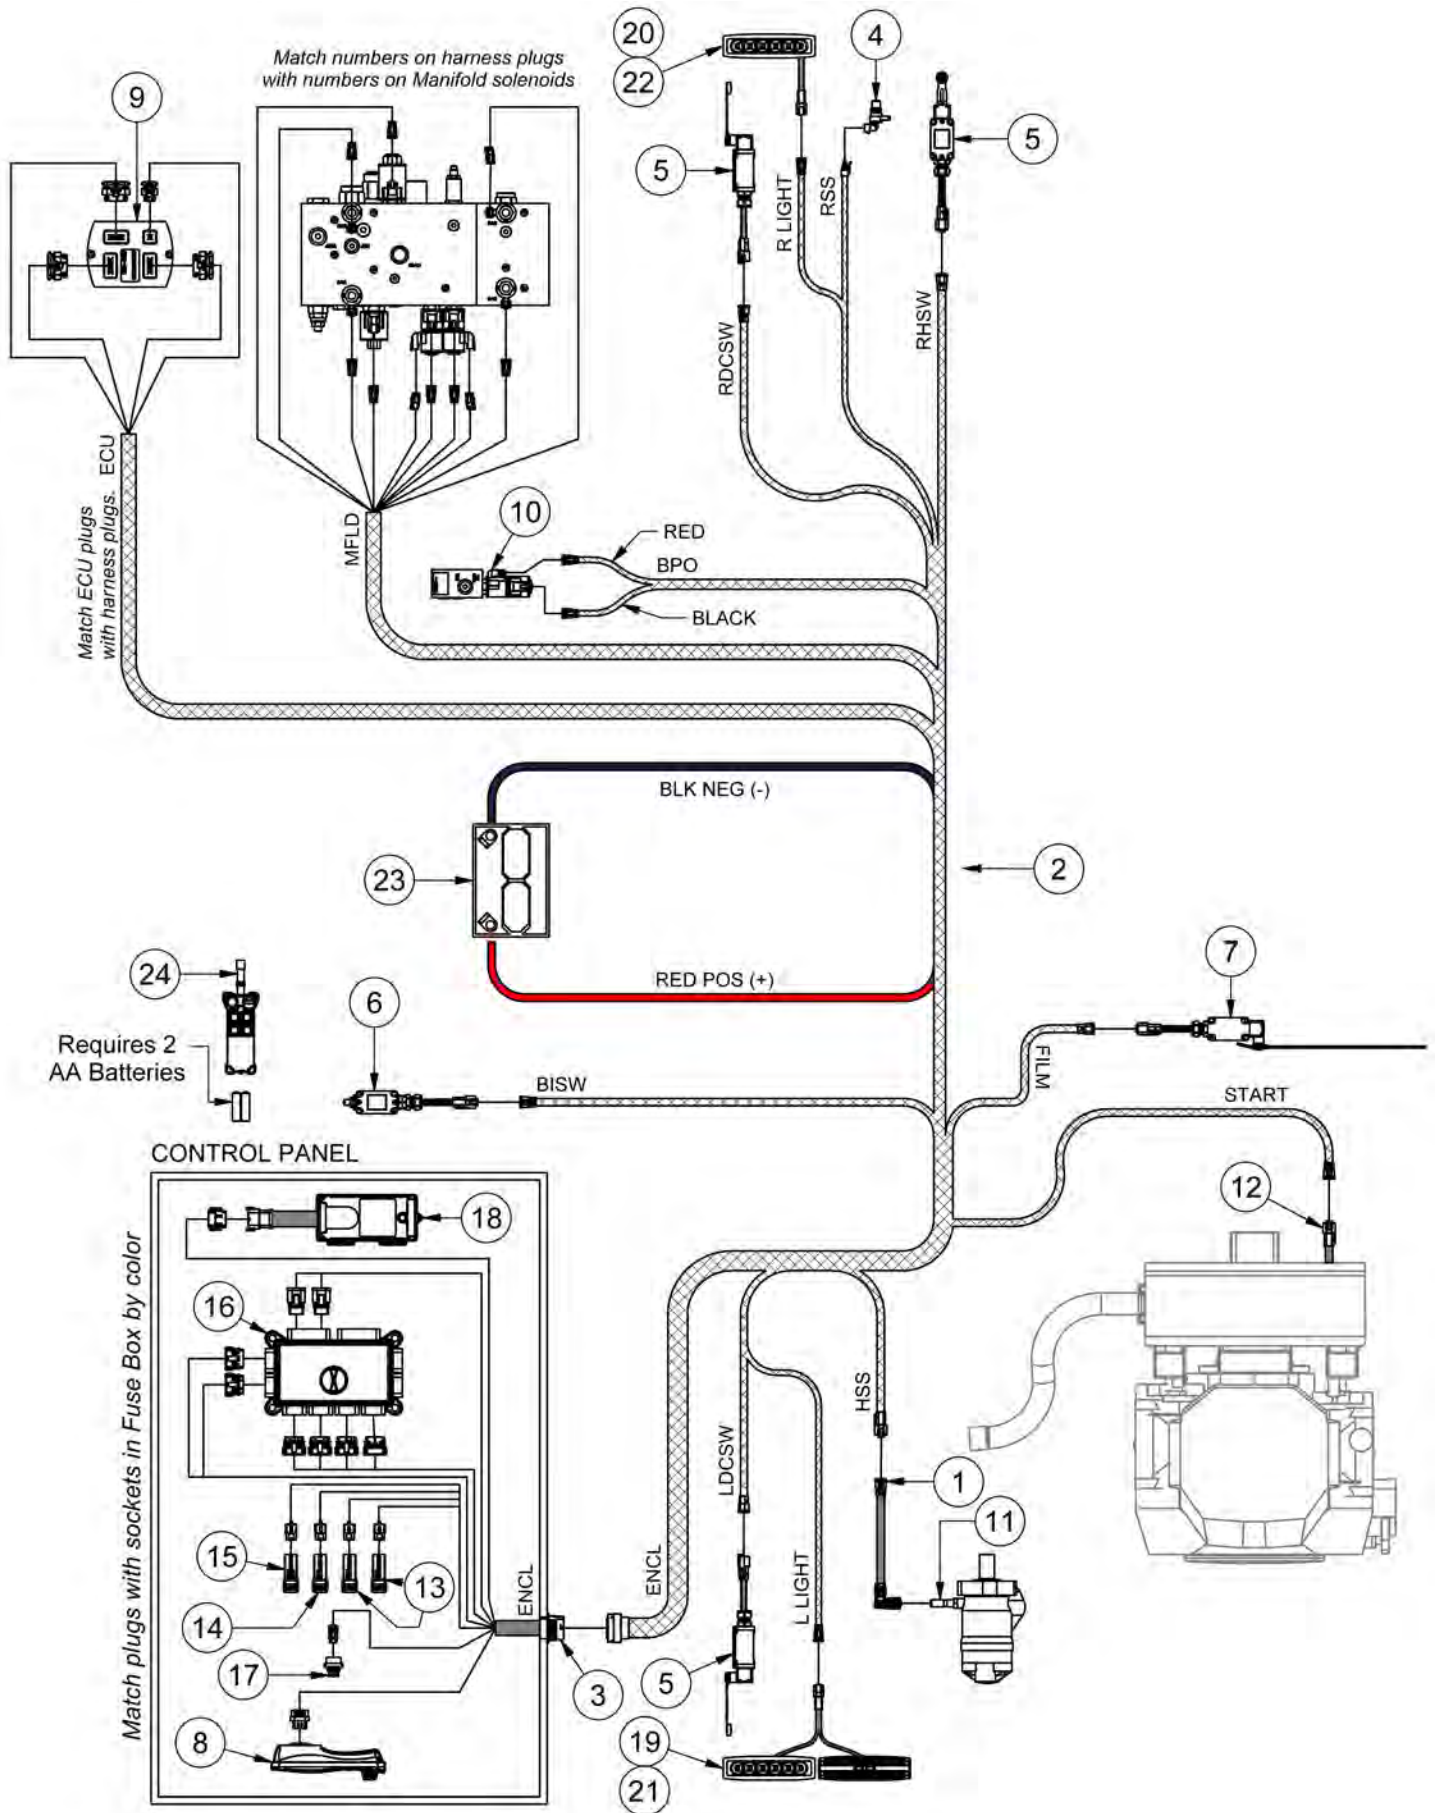 Match numbers on harness plugs
with numbers on Manifold solenoids
20
22
4
9
5
5
R LIGHT
RSS
RHSW
RDCSW
ECU
Match ECU plugs
with harness plugs.
MFLD
10
RED
BPO
BLACK
BLK NEG (-)
23
2
RED POS (+)
24
Requires 2
AA Batteries
6
BISW
7
FILM
START
12
CONTROL PANEL
Match plugs with sockets in Fuse Box by color
18
16
15
14
13
17
8
ENCL
3
ENCL
LDCSW
L LIGHT
HSS
1
11
5
19
21